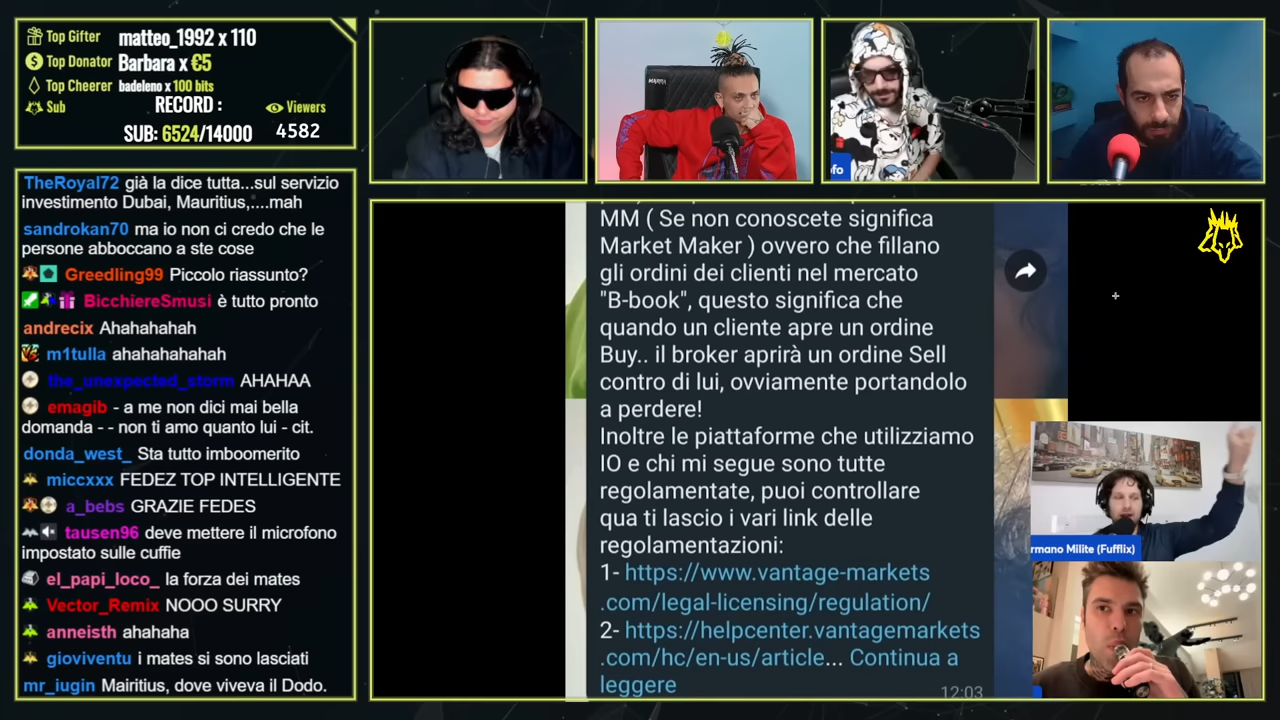 Top Gifter matteo_1992 x 110
Top Donator Barbara x €5
Top Cheerer badeleno x 100 bits
Sub RECORD : Viewers
SUB: 6524/14000 4582
TheRoyal72 già la dice tutta...sul servizio
investimento Dubai, Mauritius,....mah
sandrokan70 ma io non ci credo che le
persone abboccano a ste cose
Greedling99 Piccolo riassunto?
BicchiereSmusi è tutto pronto
andrecix Ahahahahah
m1tulla ahahahahahah
the_unexpected_storm AHAHAA
emagib - a me non dici mai bella
domanda - - non ti amo quanto lui - cit.
donda_west_ Sta tutto imboomerito
miccxxx FEDEZ TOP INTELLIGENTE
a_bebs GRAZIE FEDES
tausen96 deve mettere il microfono
impostato sulle cuffie
el_papi_loco_ la forza dei mates
Vector_Remix NOOO SURRY
anneisth ahahaha
gioviventu i mates si sono lasciati
mr_iugin Mairitius, dove viveva il Dodo.
MM ( Se non conoscete significa
Market Maker ) ovvero che fillano
gli ordini dei clienti nel mercato
"B-book", questo significa che
quando un cliente apre un ordine
Buy.. il broker aprirà un ordine Sell
contro di lui, ovviamente portandolo
a perdere!
Inoltre le piattaforme che utilizziamo
IO e chi mi segue sono tutte
regolamentate, puoi controllare
qua ti lascio i vari link delle
regolamentazioni:
1- https://www.vantage-markets
.com/legal-licensing/regulation/
2- https://helpcenter.vantagemarkets
.com/hc/en-us/article... Continua a
leggere
12:03
rmano Milite (Fufflix)